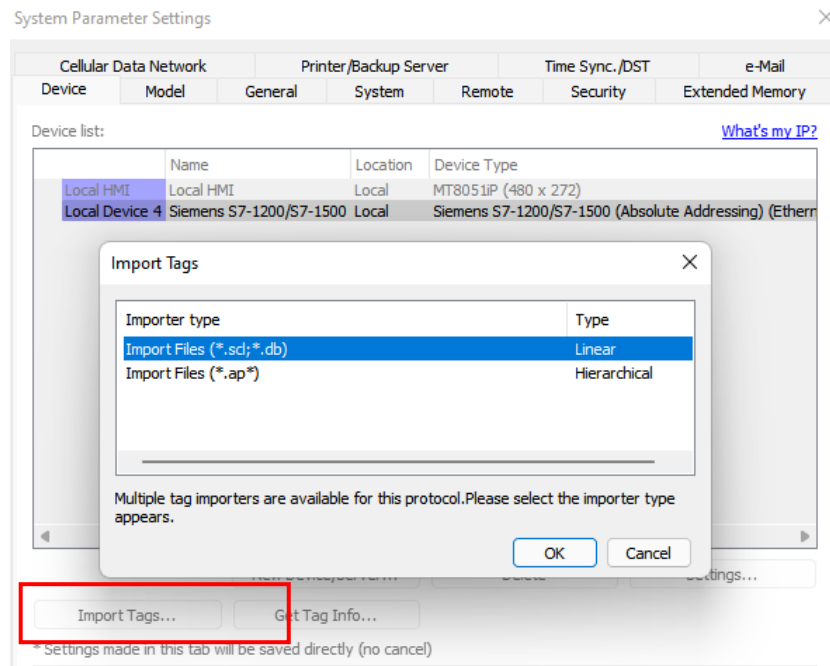 System Parameter Settings
Cellular Data Network Printer/Backup Server Time Sync./DST e-Mail
Device Model General System Remote Security Extended Memory
Device list: What's my IP?
Name Location Device Type
Local HMI Local HMI Local MT8051iP (480 x 272)
Local Device 4 Siemens S7-1200/S7-1500 Local Siemens S7-1200/S7-1500 (Absolute Addressing) (Ethern
Import Tags
Importer type Type
Import Files (*.scl;*.db) Linear
Import Files (*.ap*) Hierarchical
Multiple tag importers are available for this protocol.Please select the importer type
appears.
OK Cancel
New Device/Server... Delete Settings...
Import Tags... Get Tag Info...
* Settings made in this tab will be saved directly (no cancel)